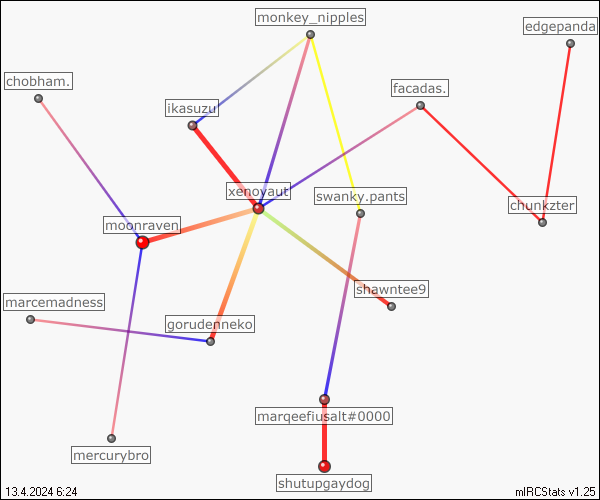 monkey_nipples
edgepanda
chobham.
facadas.
ikasuzu
xenoyaut
swanky.pants
chunkzter
moonraven
shawntee9
marcemadness
gorudenneko
marqeefiusalt#0000
mercurybro
shutupgaydog
13.4.2024 6:24
mIRCStats v1.25